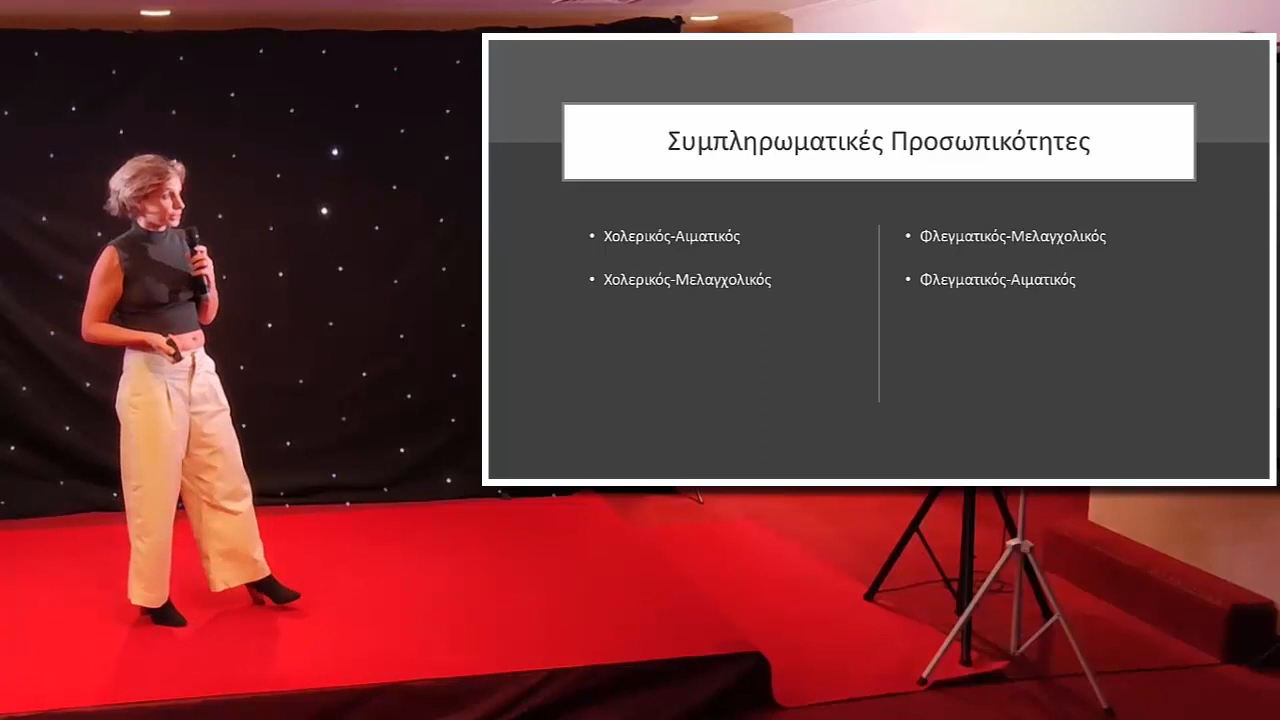 Συμπληρωματικές Προσωπικότητες
• Χολερικός-Αιματικός
• Χολερικός-Μελαγχολικός
• Φλεγματικός-Μελαγχολικός
• Φλεγματικός-Αιματικός